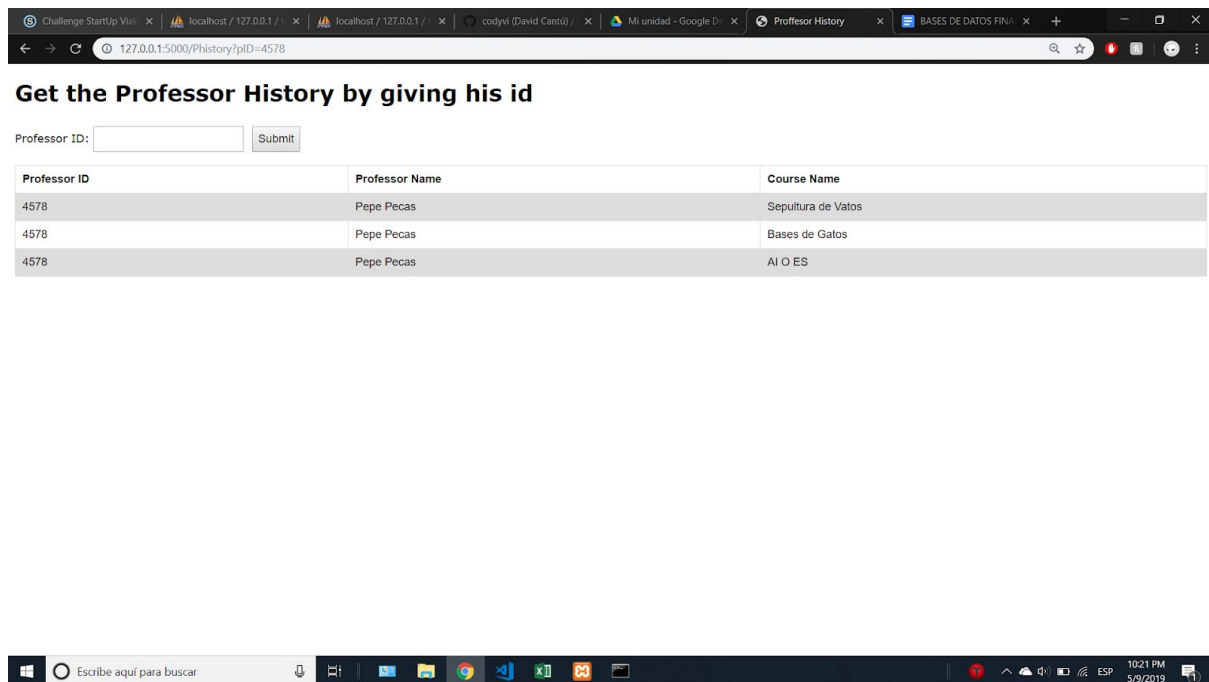 Challenge StartUp Viak
localhost / 127.0.0.1 /
localhost / 127.0.0.1 /
codyvi (David Cantú) /
Mi unidad - Google Dr
Proffesor History
BASES DE DATOS FINA
127.0.0.1:5000/Phistory?pID=4578
Get the Professor History by giving his id
Professor ID: Submit
Professor ID Professor Name Course Name
4578 Pepe Pecas Sepultura de Vatos
4578 Pepe Pecas Bases de Gatos
4578 Pepe Pecas AI O ES
Escribe aquí para buscar
ESP
10:21 PM
5/9/2019